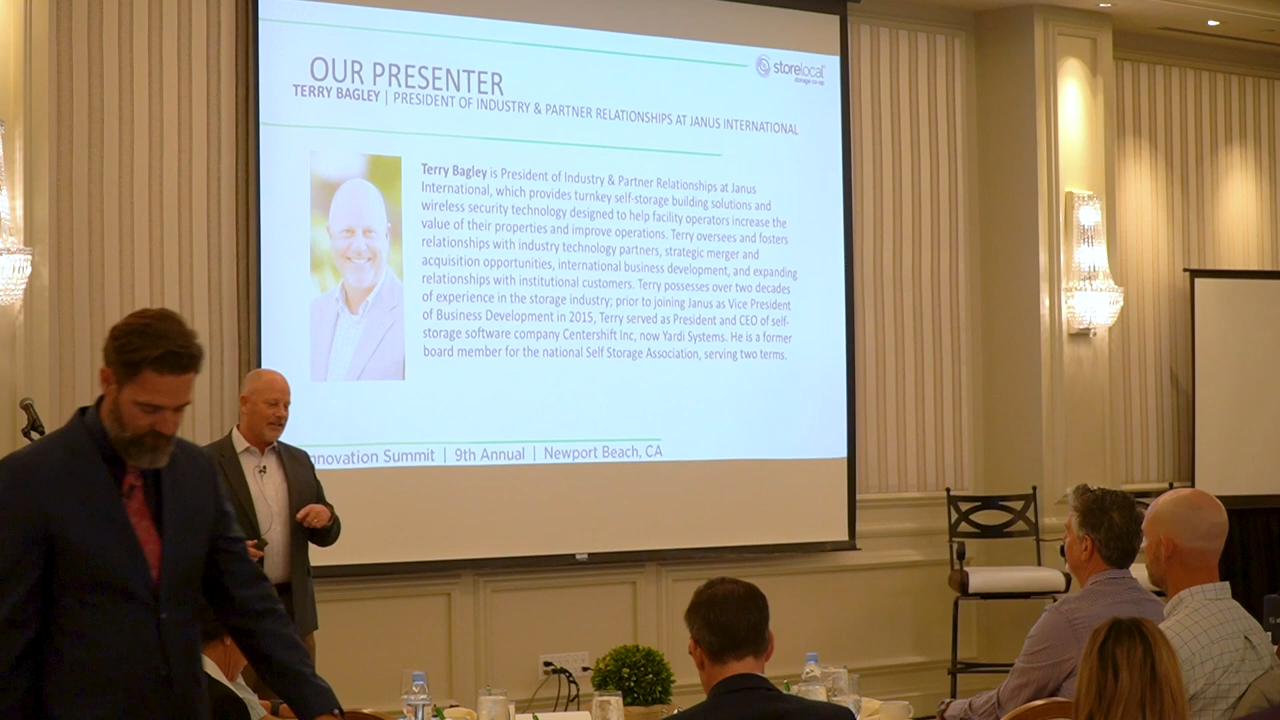 storelocal
storage co-op
OUR PRESENTER
TERRY BAGLEY | PRESIDENT OF INDUSTRY & PARTNER RELATIONSHIPS AT JANUS INTERNATIONAL
Terry Bagley is President of Industry & Partner Relationships at Janus
International, which provides turnkey self-storage building solutions and
wireless security technology designed to help facility operators increase the
value of their properties and improve operations. Terry oversees and fosters
relationships with industry technology partners, strategic merger and
acquisition opportunities, international business development, and expanding
relationships with institutional customers. Terry possesses over two decades
of experience in the storage industry; prior to joining Janus as Vice President
of Business Development in 2015, Terry served as President and CEO of self-
storage software company Centershift Inc, now Yardi Systems. He is a former
board member for the national Self Storage Association, serving two terms.
nnovation Summit | 9th Annual | Newport Beach, CA